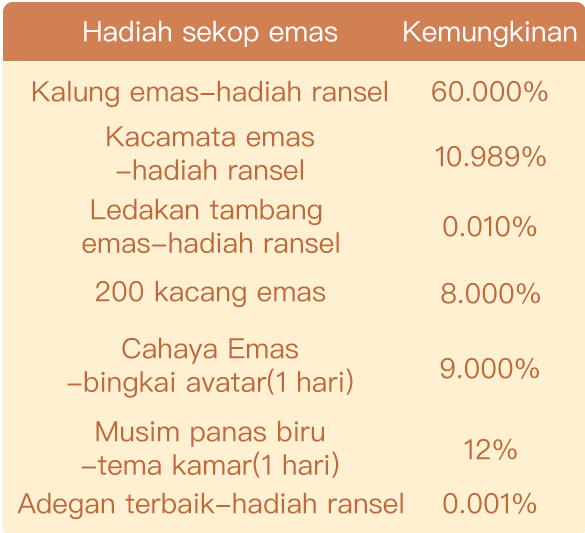 Hadiah sekop emas Kemungkinan
Kalung emas–hadiah ransel 60.000%
Kacamata emas
–hadiah ransel 10.989%
Ledakan tambang
emas–hadiah ransel 0.010%
200 kacang emas 8.000%
Cahaya Emas
–bingkai avatar(1 hari) 9.000%
Musim panas biru
–tema kamar(1 hari) 12%
Adegan terbaik–hadiah ransel 0.001%